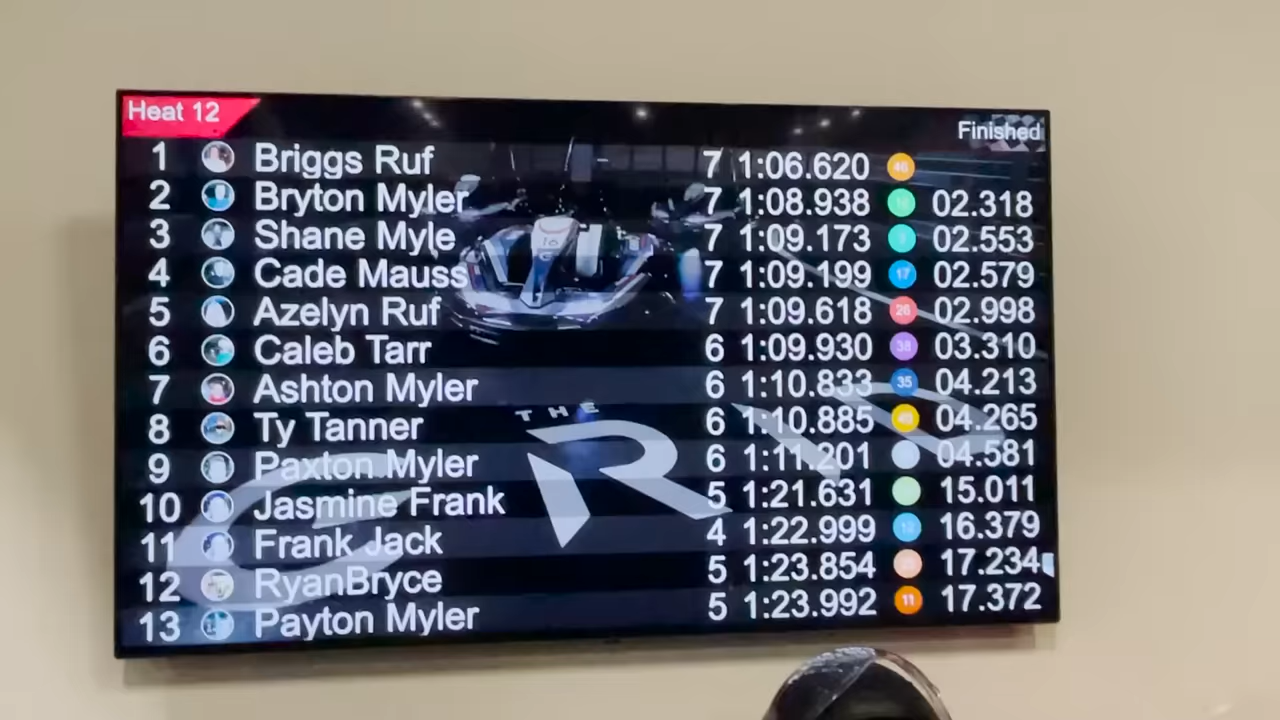 Heat 12
Finished
1 Briggs Ruf 7 1:06.620 46
2 Bryton Myler 7 1:08.938 02.318
3 Shane Myle 7 1:09.173 02.553
4 Cade Mauss 7 1:09.199 17 02.579
5 Azelyn Ruf 7 1:09.618 26 02.998
6 Caleb Tarr 6 1:09.930 38 03.310
7 Ashton Myler 6 1:10.833 35 04.213
8 Ty Tanner 6 1:10.885 04.265
9 Paxton Myler 6 1:11.201 04.581
10 Jasmine Frank 5 1:21.631 15.011
11 Frank Jack 4 1:22.999 16.379
12 RyanBryce 5 1:23.854 17.234
13 Payton Myler 5 1:23.992 11 17.372
THE
GRID
16